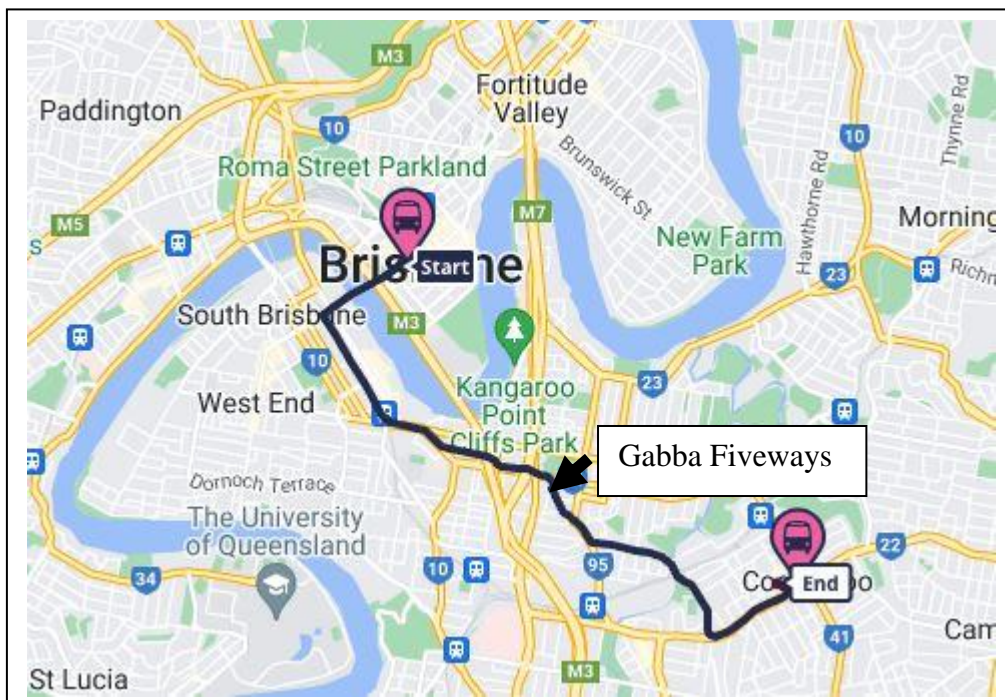 M3
Fortitude
Valley
Paddington
10
10
Thynne Rd
Roma Street Parkland
Brunswick St
Hawthorne Rd
M5
M7
Morning
S
New Farm
Park
Brisbane
Start
23
Richm
South Brisbane
M3
10
Kangaroo
Point
Cliffs Park
23
West End
Gabba Fiveways
Dornoch Terrace
The University
of Queensland
22
34
10
95
End
41
Cam
St Lucia
M3